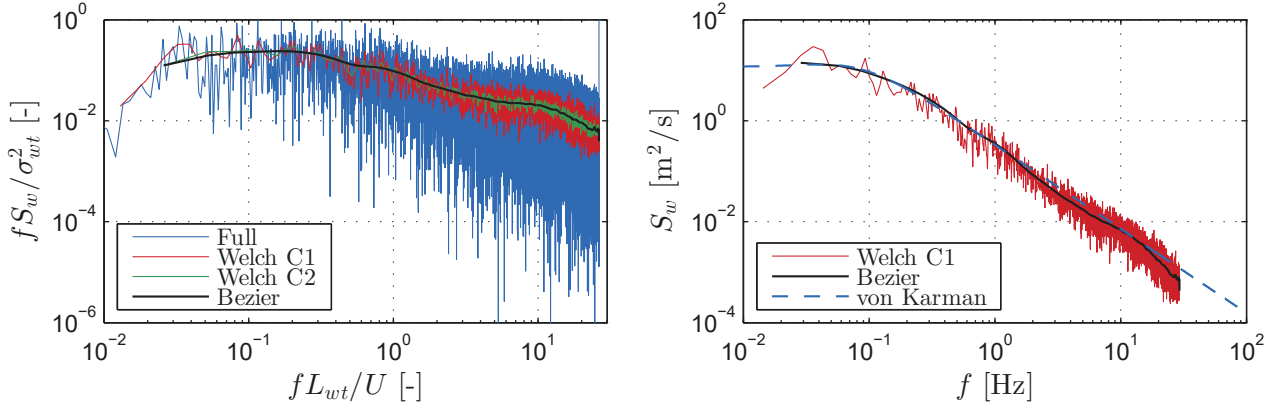 10^0
10^-2
10^-4
10^-6
fS_w/σ²_wt [-]
Full
Welch C1
Welch C2
Bezier
10^-2
10^-1
10^0
10^1
fL_wt/U [-]
10^2
10^0
10^-2
10^-4
S_w [m²/s]
Welch C1
Bezier
von Karman
10^-2
10^-1
10^0
10^1
10^2
f [Hz]